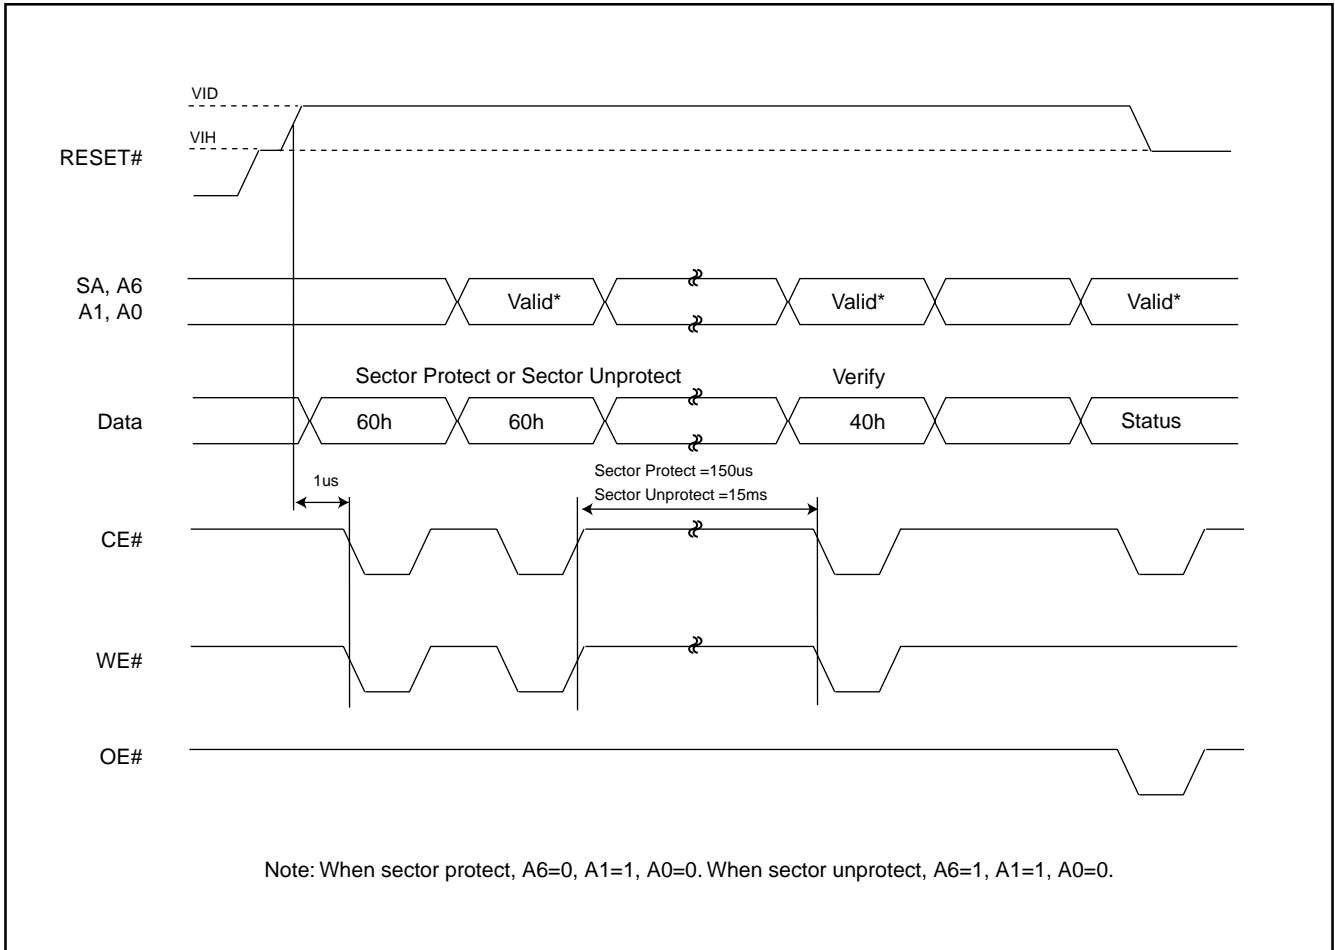 VID
VIH
RESET#
SA, A6
A1, A0
Valid*
Valid*
Valid*
Sector Protect or Sector Unprotect
Verify
Data
60h
60h
40h
Status
1us
Sector Protect =150us
Sector Unprotect =15ms
CE#
WE#
OE#
Note: When sector protect, A6=0, A1=1, A0=0. When sector unprotect, A6=1, A1=1, A0=0.